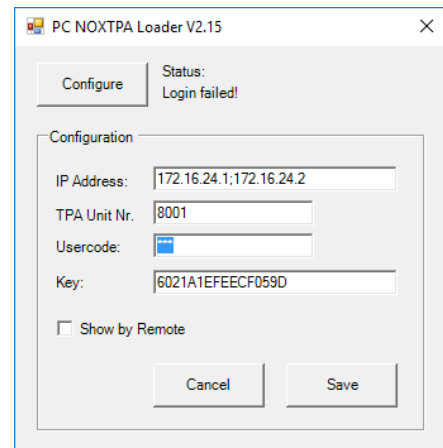 PC NOXTPA Loader V2.15
Configure
Status:
Login failed!
Configuration
IP Address: 172.16.24.1;172.16.24.2
TPA Unit Nr. 8001
Usercode: ***
Key: 6021A1EFEECF059D
Show by Remote
Cancel Save